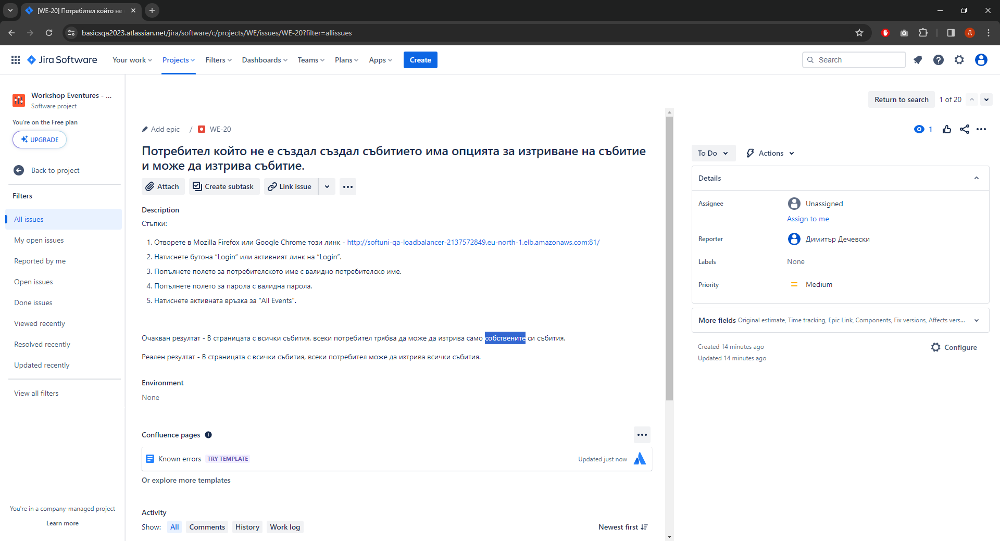 [WE-20] Потребител който не
basicsqa2023.atlassian.net/jira/software/c/projects/WE/issues/WE-20?filter=allissues
Д
Jira Software
Your work
Projects
Filters
Dashboards
Teams
Plans
Apps
Create
Search
Workshop Eventures - ...
Software project
You're on the Free plan
UPGRADE
Back to project
Filters
All issues
My open issues
Reported by me
Open issues
Done issues
Viewed recently
Resolved recently
Updated recently
View all filters
You're in a company-managed project
Learn more
Return to search
1 of 20
Add epic / WE-20
Потребител който не е създал създал събитието има опцията за изтриване на събитие
и може да изтрива събитие.
Attach
Create subtask
Link issue
Description
Стъпки:
1. Отворете в Mozilla Firefox или Google Chrome този линк - http://softuni-qa-loadbalancer-2137572849.eu-north-1.elb.amazonaws.com:81/
2. Натиснете бутона “Login” или активният линк на “Login”.
3. Попълнете полето за потребителското име с валидно потребителско име.
4. Попълнете полето за парола с валидна парола.
5. Натиснете активната връзка за "All Events".
Очакван резултат - В страницата с всички събития, всеки потребител трябва да може да изтрива само собствените си събития.
Реален резултат - В страницата с всички събития, всеки потребител може да изтрива всички събития.
Environment
None
Confluence pages
Known errors
TRY TEMPLATE
Updated just now
Or explore more templates
Activity
Show:
All
Comments
History
Work log
Newest first
1
To Do
Actions
Details
Assignee
Unassigned
Assign to me
Reporter
Димитър Дечевски
Labels
None
Priority
Medium
More fields Original estimate, Time tracking, Epic Link, Components, Fix versions, Affects vers...
Created 14 minutes ago
Updated 14 minutes ago
Configure